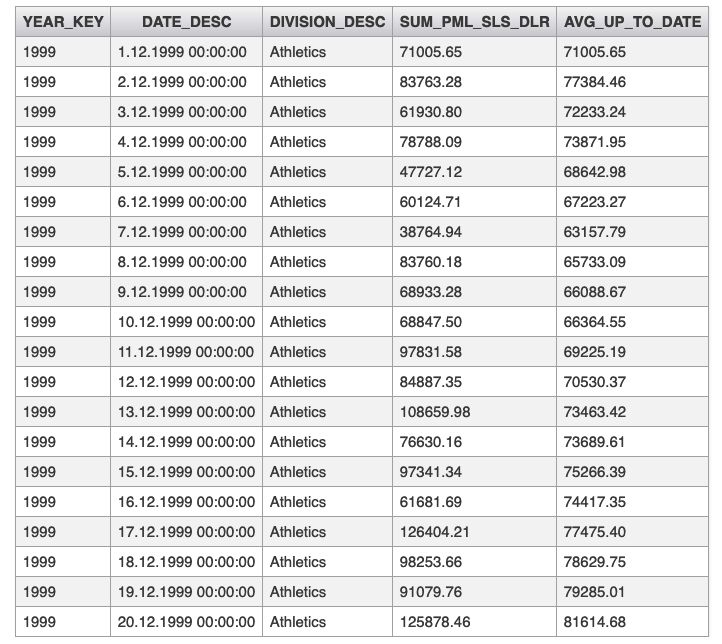 YEAR_KEY DATE_DESC DIVISION_DESC SUM_PML_SLS_DLR AVG_UP_TO_DATE
1999 1.12.1999 00:00:00 Athletics 71005.65 71005.65
1999 2.12.1999 00:00:00 Athletics 83763.28 77384.46
1999 3.12.1999 00:00:00 Athletics 61930.80 72233.24
1999 4.12.1999 00:00:00 Athletics 78788.09 73871.95
1999 5.12.1999 00:00:00 Athletics 47727.12 68642.98
1999 6.12.1999 00:00:00 Athletics 60124.71 67223.27
1999 7.12.1999 00:00:00 Athletics 38764.94 63157.79
1999 8.12.1999 00:00:00 Athletics 83760.18 65733.09
1999 9.12.1999 00:00:00 Athletics 68933.28 66088.67
1999 10.12.1999 00:00:00 Athletics 68847.50 66364.55
1999 11.12.1999 00:00:00 Athletics 97831.58 69225.19
1999 12.12.1999 00:00:00 Athletics 84887.35 70530.37
1999 13.12.1999 00:00:00 Athletics 108659.98 73463.42
1999 14.12.1999 00:00:00 Athletics 76630.16 73689.61
1999 15.12.1999 00:00:00 Athletics 97341.34 75266.39
1999 16.12.1999 00:00:00 Athletics 61681.69 74417.35
1999 17.12.1999 00:00:00 Athletics 126404.21 77475.40
1999 18.12.1999 00:00:00 Athletics 98253.66 78629.75
1999 19.12.1999 00:00:00 Athletics 91079.76 79285.01
1999 20.12.1999 00:00:00 Athletics 125878.46 81614.68